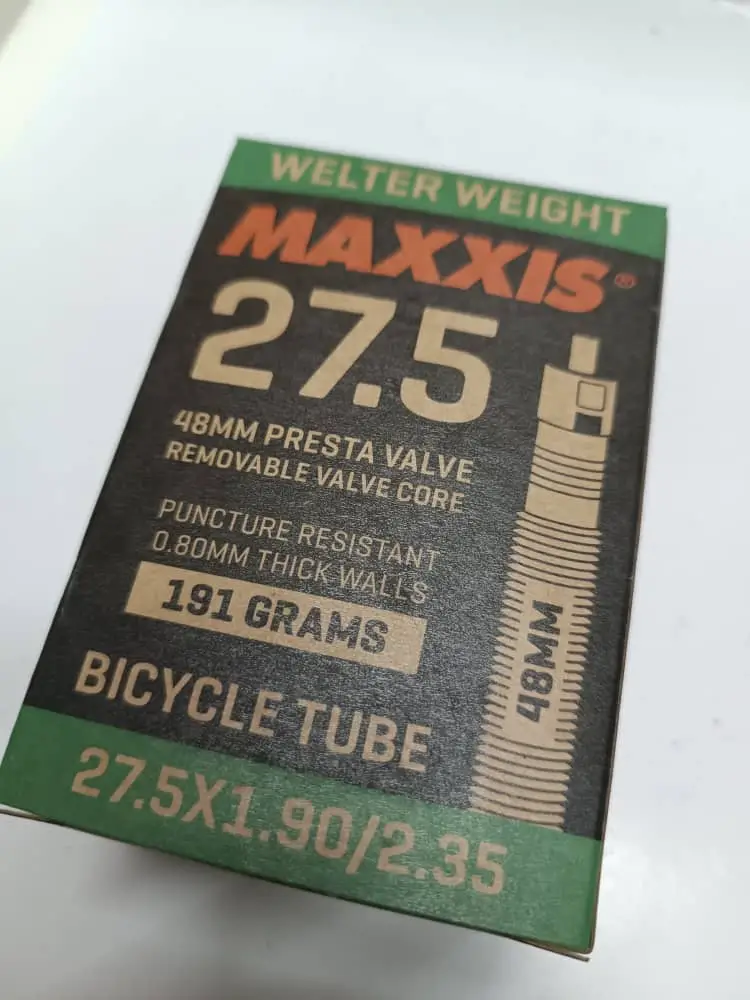 WELTER WEIGHT
MAXXIS®
27.5
48MM PRESTA VALVE
REMOVABLE VALVE CORE
PUNCTURE RESISTANT
0.80MM THICK WALLS
191 GRAMS
48MM
BICYCLE TUBE
27.5X1.90/2.35